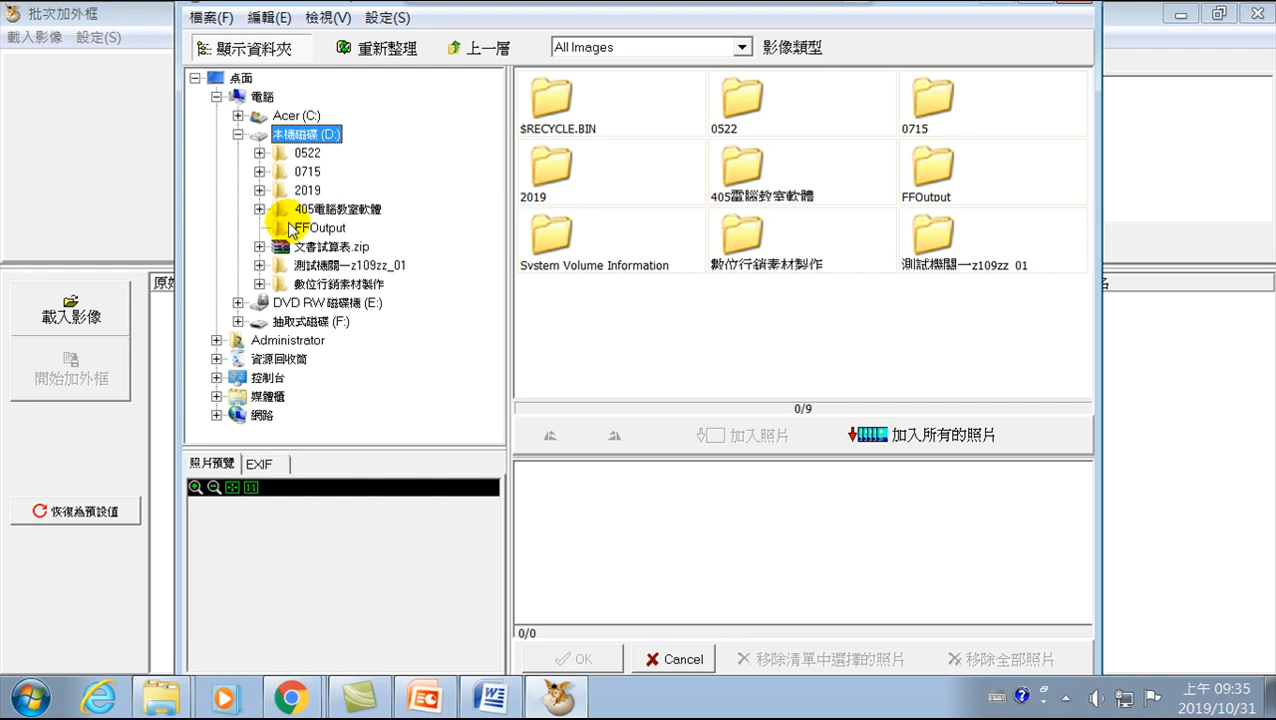 批次加外框
載入影像 設定(S)
檔案(F) 編輯(E) 檢視(V) 設定(S)
顯示資料夾 重新整理 上一層 All Images 影像類型
桌面
電腦
Acer (C:)
本機磁碟 (D:)
0522
0715
2019
405電腦教室軟體
FFOutput
文書試算表.zip
測試機關一z109zz_01
數位行銷素材製作
DVD RW 磁碟機 (E:)
抽取式磁碟 (F:)
Administrator
資源回收筒
控制台
媒體櫃
網路
$RECYCLE.BIN 0522 0715
2019 405電腦教室軟體 FFOutput
System Volume Information 數位行銷素材製作 測試機關一z109zz_01
0/9
加入照片 加入所有的照片
照片預覽 EXIF
0/0
OK Cancel 移除清單中選擇的照片 移除全部照片
載入影像
開始加外框
恢復為預設值
原始
名
上午 09:35
2019/10/31